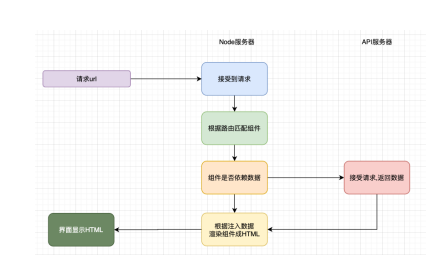 Node服务器
API服务器
请求url
接受到请求
根据路由匹配组件
组件是否依赖数据
接受请求,返回数据
界面显示HTML
根据注入数据
渲染组件成HTML